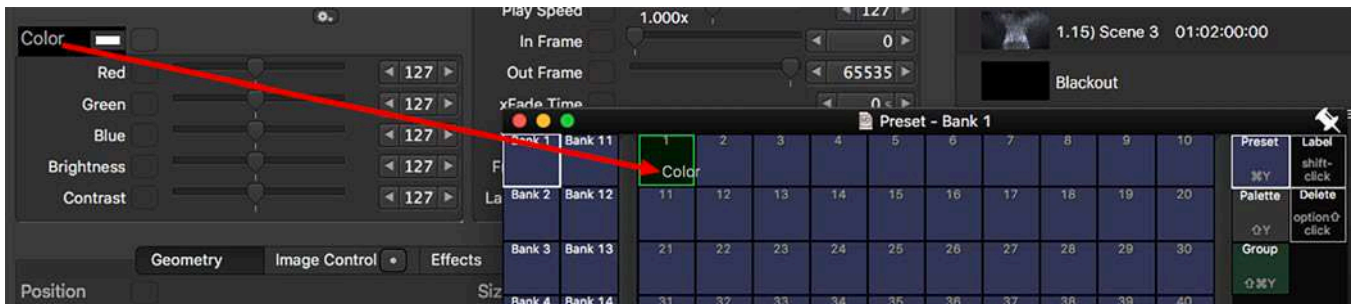 Color
Red 127
Green 127
Blue 127
Brightness 127
Contrast 127
Geometry Image Control Effects
Position
Play Speed 1.000x 127
In Frame 0
Out Frame 65535
xFade Time 0 s
1.15) Scene 3 01:02:00:00
Blackout
Preset - Bank 1
Bank 1 Bank 11 1 2 3 4 5 6 7 8 9 10 Preset Label
Color ⌘Y shift-
click
Bank 2 Bank 12 11 12 13 14 15 16 17 18 19 20 Palette Delete
⇧Y option⇧
click
Bank 3 Bank 13 21 22 23 24 25 26 27 28 29 30 Group
⇧⌘Y
Bank 4 Bank 14 31 32 33 34 35 36 37 38 39 40